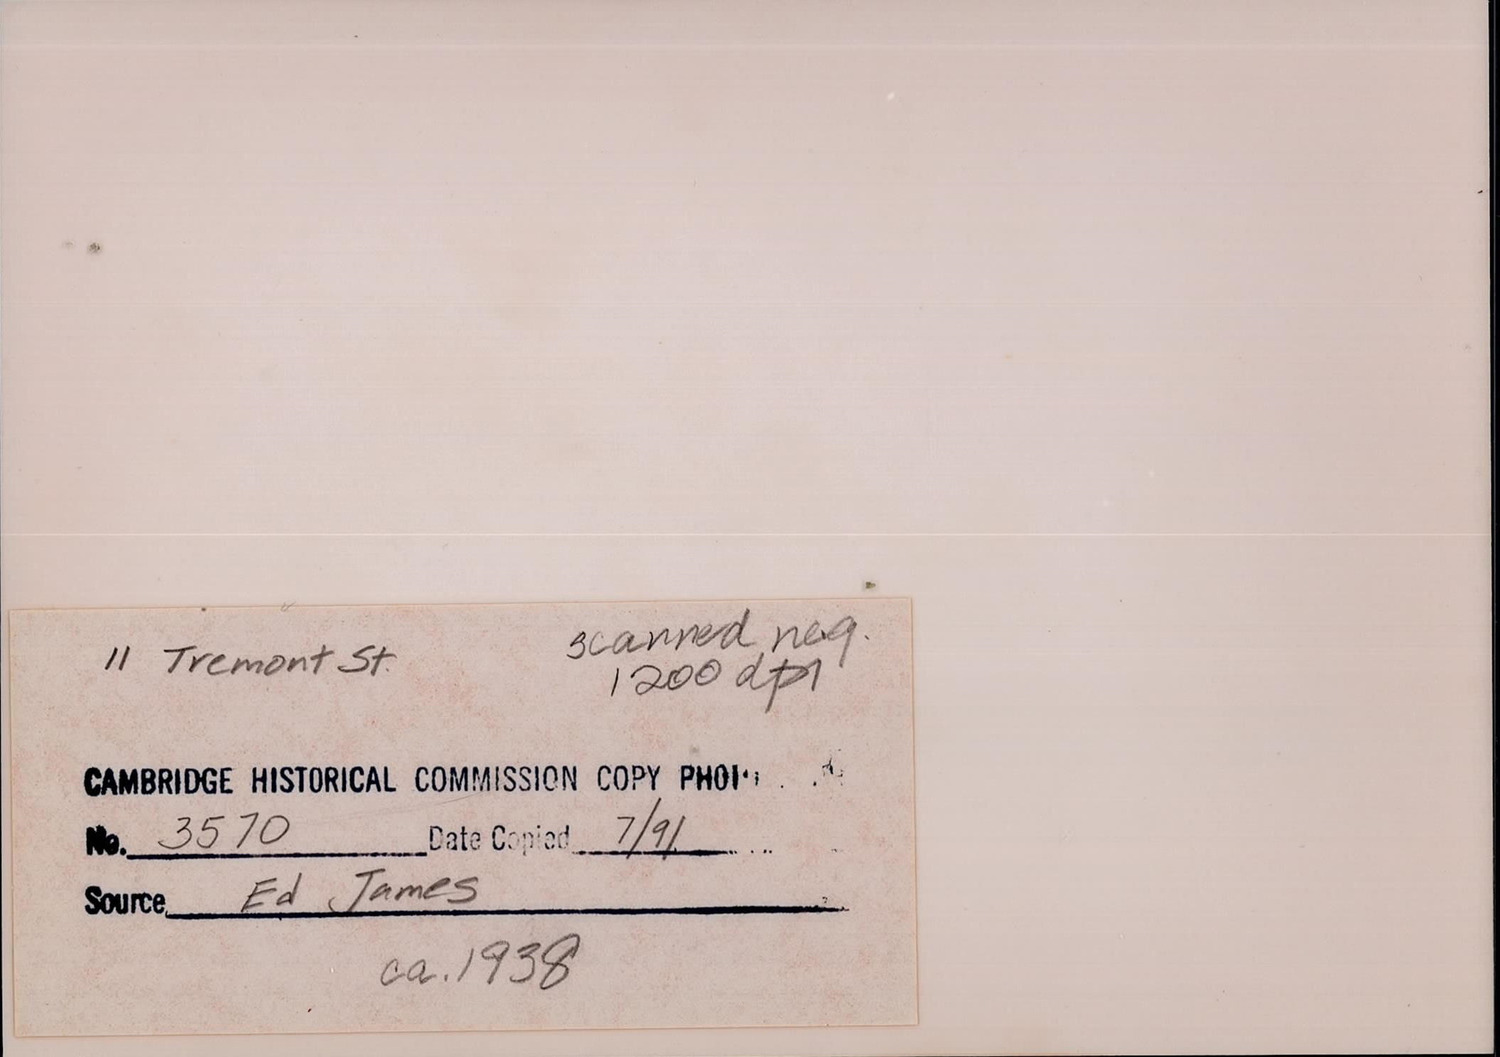 11 Tremont St.
scanned neg.
1200 dpi
CAMBRIDGE HISTORICAL COMMISSION COPY
No. 3570 Date Copied 7/91
Source Ed James
ca. 1938